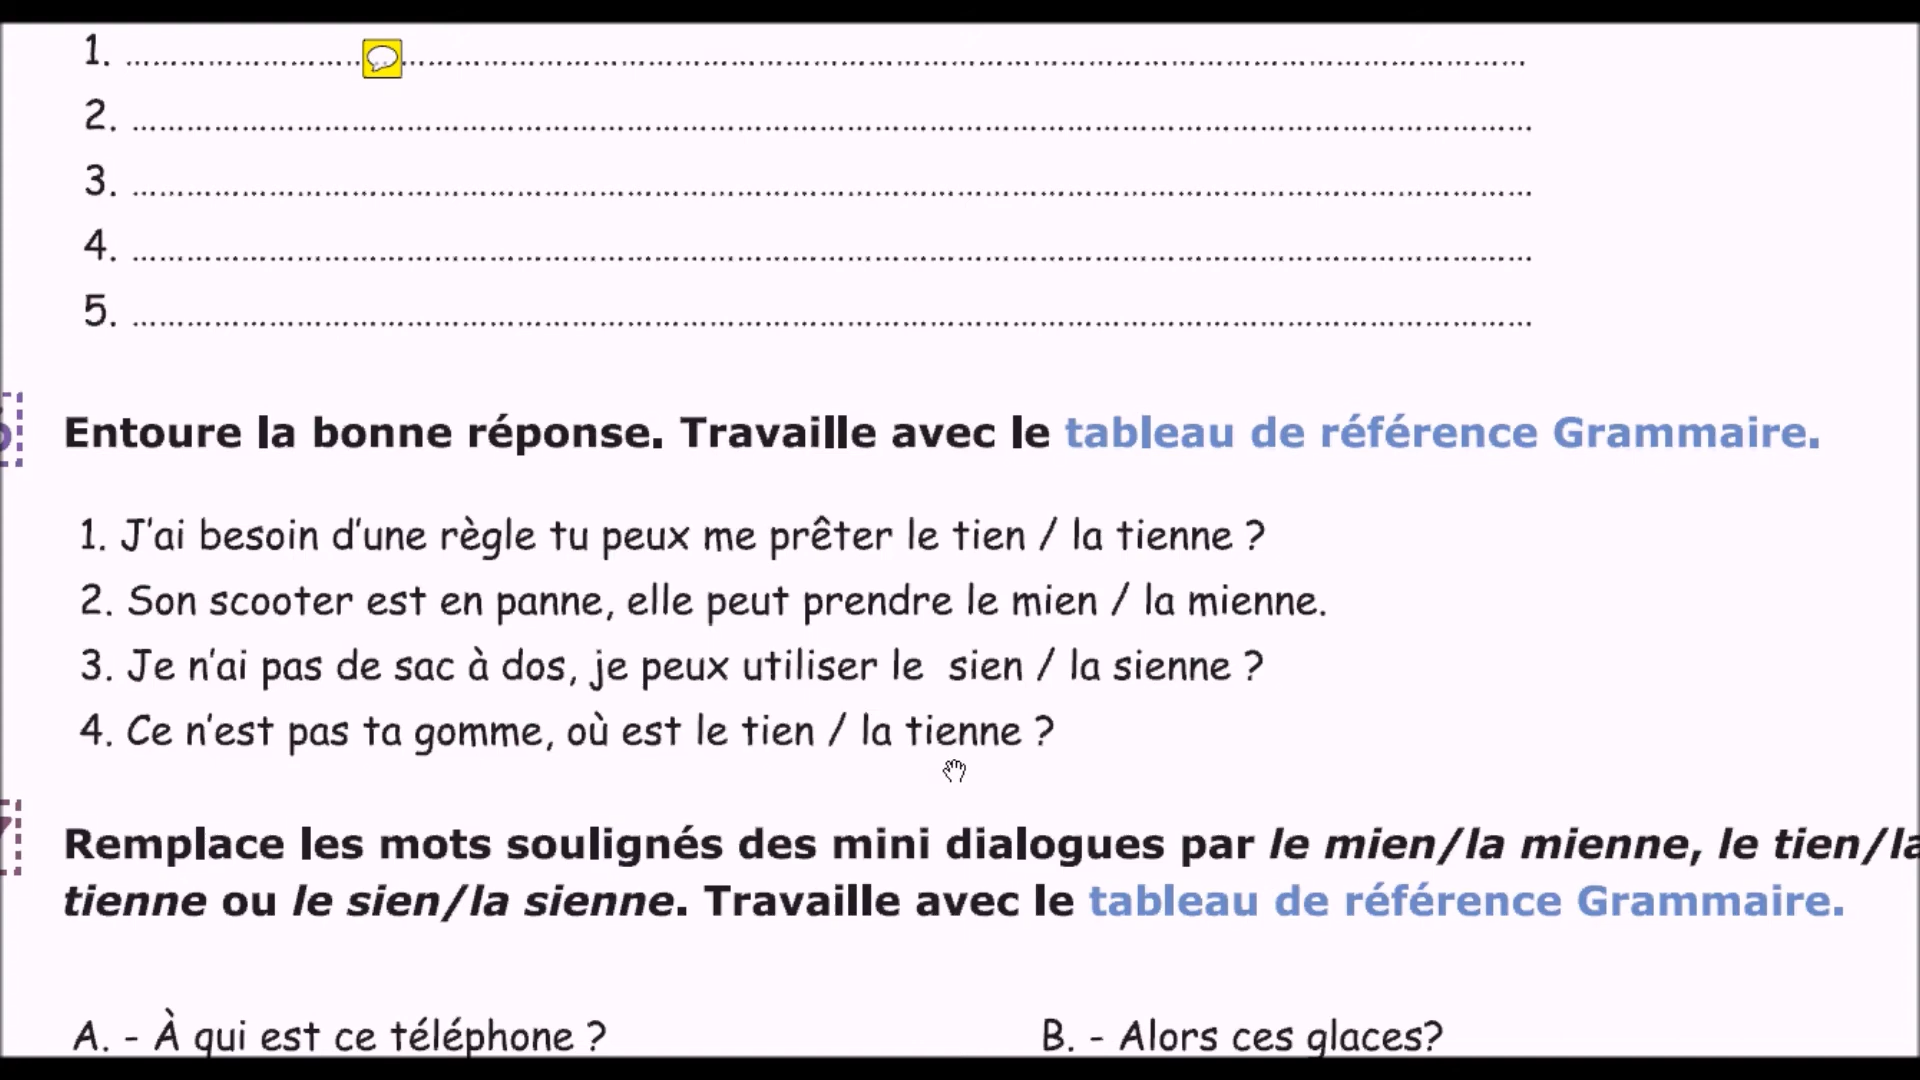 1. ..........................................................................................
2. ..........................................................................................
3. ..........................................................................................
4. ..........................................................................................
5. ..........................................................................................
Entoure la bonne réponse. Travaille avec le tableau de référence Grammaire.
1. J'ai besoin d'une règle tu peux me prêter le tien / la tienne ?
2. Son scooter est en panne, elle peut prendre le mien / la mienne.
3. Je n'ai pas de sac à dos, je peux utiliser le  sien / la sienne ?
4. Ce n'est pas ta gomme, où est le tien / la tienne ?
7
Remplace les mots soulignés des mini dialogues par le mien/la mienne, le tien/la
tienne ou le sien/la sienne. Travaille avec le tableau de référence Grammaire.
A. - À qui est ce téléphone ?
B. - Alors ces glaces?